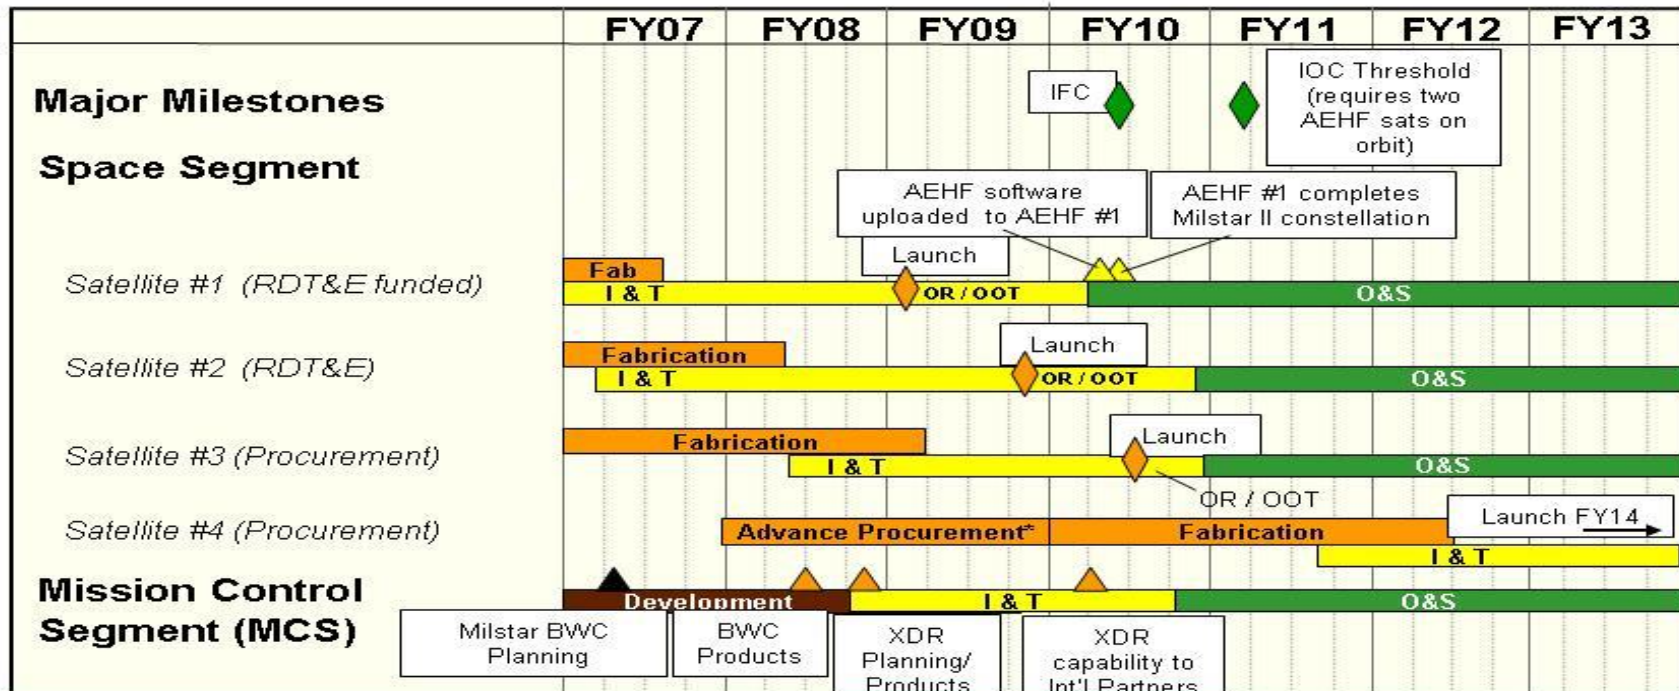 FY07 FY08 FY09 FY10 FY11 FY12 FY13
Major Milestones
IFC
IOC Threshold
(requires two
AEHF sats on
orbit)
Space Segment
AEHF software
uploaded to AEHF #1
AEHF #1 completes
Milstar II constellation
Launch
Satellite #1 (RDT&E funded)
Fab
I & T
OR / OOT
O&S
Launch
Satellite #2 (RDT&E)
Fabrication
I & T
OR / OOT
O&S
Launch
Satellite #3 (Procurement)
Fabrication
I & T
O&S
OR / OOT
Satellite #4 (Procurement)
Advance Procurement*
Fabrication
Launch FY14
I & T
Mission Control
Segment (MCS)
Development
I & T
O&S
Milstar BWC
Planning
BWC
Products
XDR
Planning/
Products
XDR
capability to
Int'l Partners